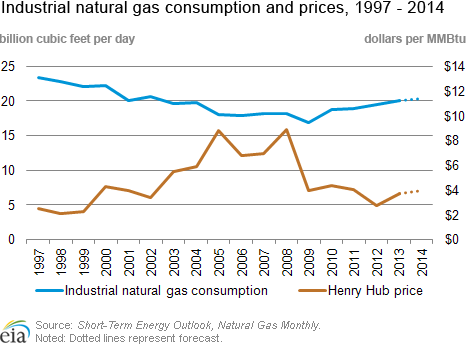 Industrial natural gas consumption and prices, 1997 - 2014
billion cubic feet per day dollars per MMBtu
25 $14
$12
20
$10
15
$8
$6
10
$4
5
$2
0 $0
1997 1998 1999 2000 2001 2002 2003 2004 2005 2006 2007 2008 2009 2010 2011 2012 2013 2014
Industrial natural gas consumption Henry Hub price
eia
Source: Short-Term Energy Outlook, Natural Gas Monthly.
Noted: Dotted lines represent forecast.